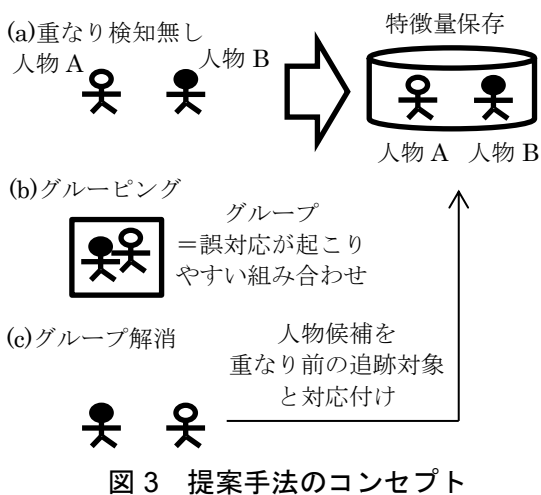 (a)重なり検知無し
人物 A
人物 B
特徴量保存
人物 A 人物 B
(b)グルーピング
グループ
＝誤対応が起こり
やすい組み合わせ
(c)グループ解消
人物候補を
重なり前の追跡対象
と対応付け
図 3 提案手法のコンセプト